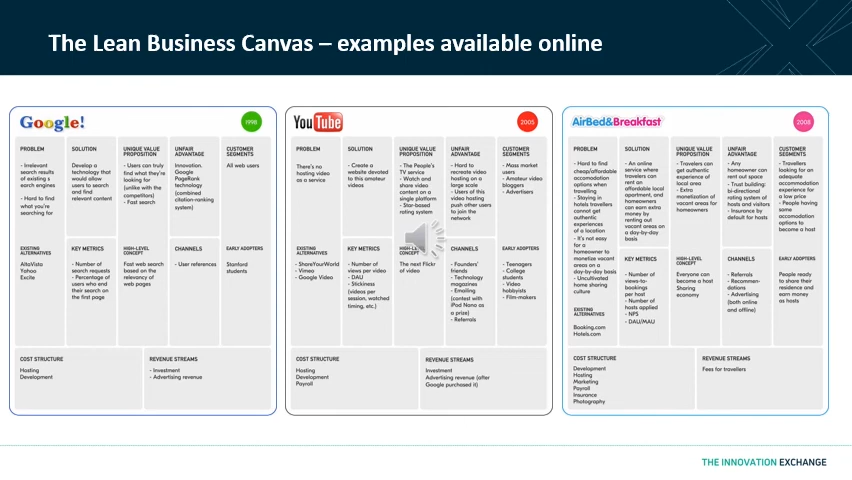 The Lean Business Canvas – examples available online
Google!
1998
PROBLEM
- Irrelevant
search results
of existing s
earch engines
- Hard to find
what you're
searching for
SOLUTION
Develop a
technology that
would allow
users to search
and find
relevant content
UNIQUE VALUE
PROPOSITION
- Users can truly
find what they're
looking for
(unlike with the
competitors)
- Fast search
UNFAIR
ADVANTAGE
Innovation,
Google
PageRank
technology
(combined
citation-ranking
system)
CUSTOMER
SEGMENTS
All web users
EXISTING
ALTERNATIVES
AltaVista
Yahoo
Excite
KEY METRICS
- Number of
search requests
- Percentage of
users who end
their search on
the first page
HIGH-LEVEL
CONCEPT
Fast web search
based on the
relevancy of
web pages
CHANNELS
- User references
EARLY ADOPTERS
Stanford
students
COST STRUCTURE
Hosting
Development
REVENUE STREAMS
- Investment
- Advertising revenue
YouTube
2005
PROBLEM
There's no
hosting video
as a service
SOLUTION
- Create a
website devoted
to this amateur
videos
UNIQUE VALUE
PROPOSITION
- The People's
TV service
- Watch and
share video
content on a
single platform
- Star-based
rating system
UNFAIR
ADVANTAGE
- Hard to
recreate video
hosting on a
large scale
- Users of this
video hosting
push other users
to join the
network
CUSTOMER
SEGMENTS
- Mass market
users
- Amateur video
bloggers
- Advertisers
EXISTING
ALTERNATIVES
- ShareYourWorld
- Vimeo
- Google Video
KEY METRICS
- Number of
views per video
- DAU
- Stickiness
(videos per
session, watched
timing, etc.)
HIGH-LEVEL
CONCEPT
The next Flickr
of video
CHANNELS
- Founders'
friends
- Technology
magazines
- Emailing
(contest with
iPod Nano as
a prize)
- Referrals
EARLY ADOPTERS
- Teenagers
- College
students
- Video
hobbyists
- Film-makers
COST STRUCTURE
Hosting
Development
Payroll
REVENUE STREAMS
Investment
Advertising revenue (after
Google purchased it)
AirBed&Breakfast
2008
PROBLEM
- Hard to find
cheap/affordable
accomodation
options when
travelling
- Staying in
hotels travellers
cannot get
authentic
experiences
of a location
- It's not easy
for a
homeowner to
monetize vacant
areas on a
day-by-day basis
- Uncultivated
home sharing
culture
EXISTING
ALTERNATIVES
Booking.com
Hotels.com
SOLUTION
- An online
service where
travelers can
rent an
affordable local
apartment, and
homeowners
can earn extra
money by
renting out
vacant areas on
a day-by-day
basis
UNIQUE VALUE
PROPOSITION
- Travelers can
get authentic
experience of
local area
- Extra
monetization of
vacant areas for
homeowners
UNFAIR
ADVANTAGE
- Any
homeowner can
rent out space
- Trust building:
bi-directional
rating system of
hosts and visitors
- Insurance by
default for hosts
CUSTOMER
SEGMENTS
- Travellers
looking for an
adequate
accommodation
experience for
a low price
- People having
some
accomodation
options to
become a host
KEY METRICS
- Number of
views-to-
bookings
per host
- Number of
hosts applied
- NPS
- DAU/MAU
HIGH-LEVEL
CONCEPT
Everyone can
become a host
Sharing
economy
CHANNELS
- Referrals
- Recommen-
dations
- Advertising
(both online
and offline)
EARLY ADOPTERS
People ready
to share their
residence and
earn money
as hosts
COST STRUCTURE
Development
Hosting
Marketing
Payroll
Insurance
Photography
REVENUE STREAMS
Fees for travellers
THE INNOVATION EXCHANGE